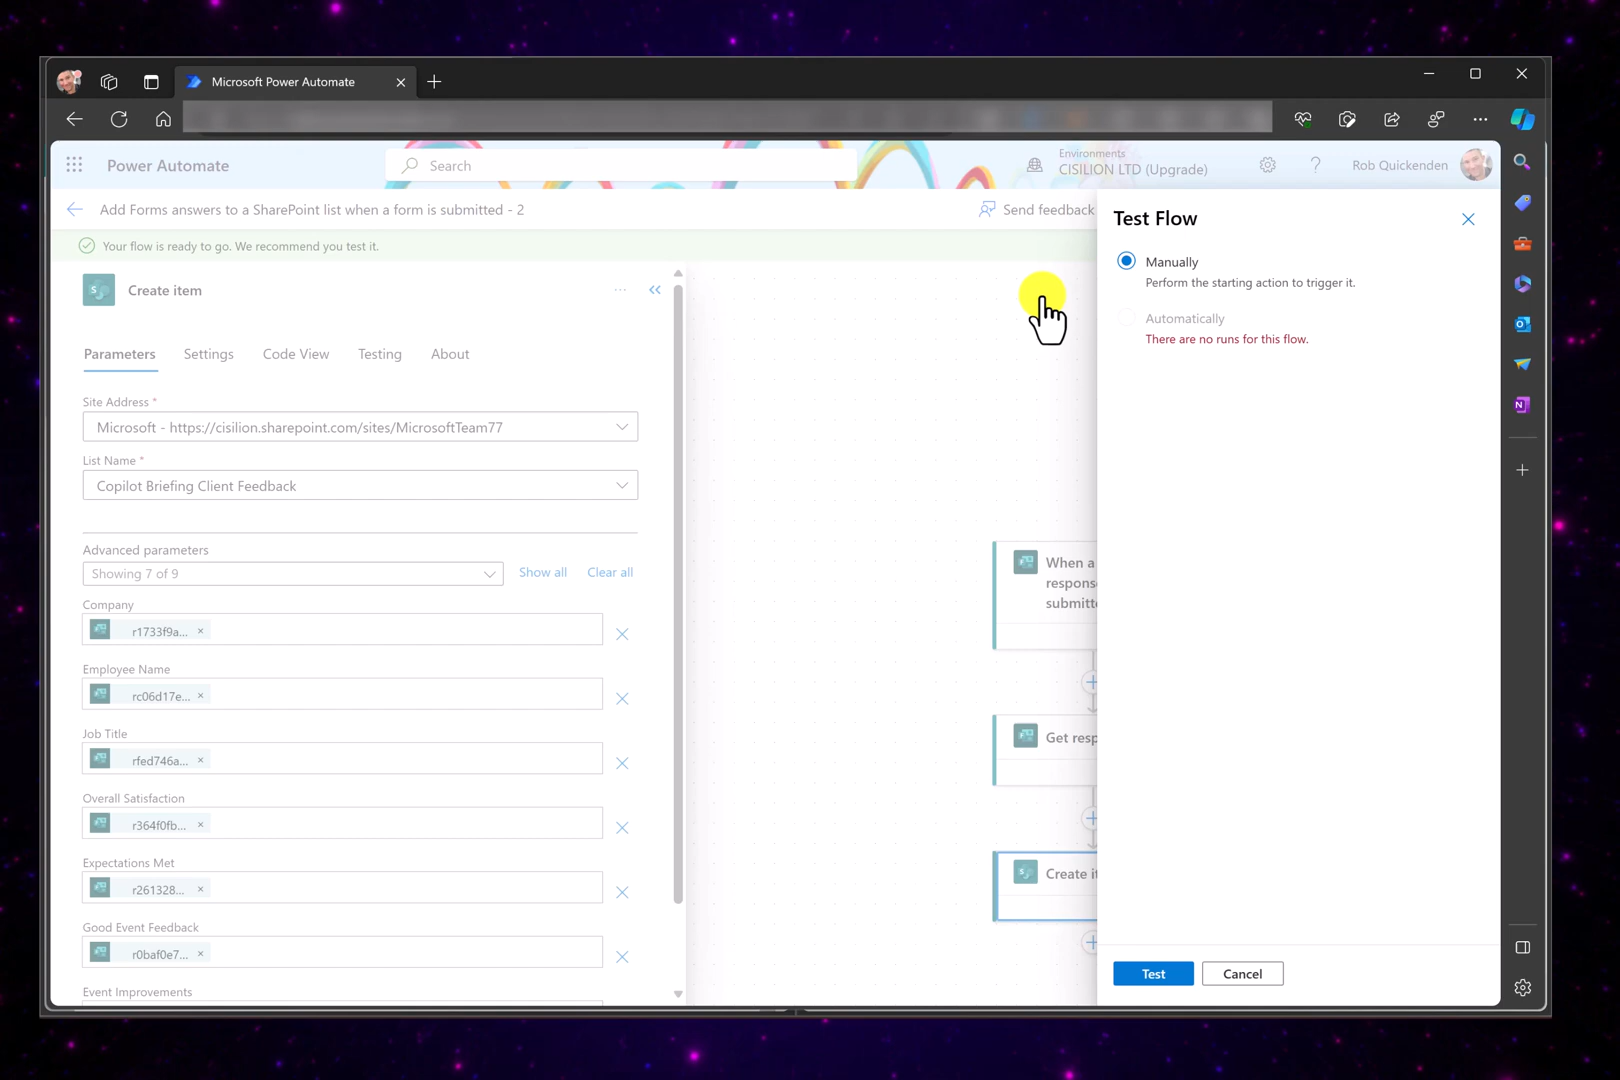 Microsoft Power Automate
Power Automate
Search
Environments
CISILION LTD (Upgrade)
Rob Quickenden
Add Forms answers to a SharePoint list when a form is submitted - 2
Send feedback
Your flow is ready to go. We recommend you test it.
Create item
Parameters
Settings
Code View
Testing
About
Site Address *
Microsoft - https://cisilion.sharepoint.com/sites/MicrosoftTeam77
List Name *
Copilot Briefing Client Feedback
Advanced parameters
Showing 7 of 9
Show all
Clear all
Company
r1733f9a...
Employee Name
rc06d17e...
Job Title
rfed746a...
Overall Satisfaction
r364f0fb...
Expectations Met
r261328...
Good Event Feedback
r0baf0e7...
Event Improvements
When a
respons
submitte
Get resp
Create it
Test Flow
Manually
Perform the starting action to trigger it.
Automatically
There are no runs for this flow.
Test
Cancel